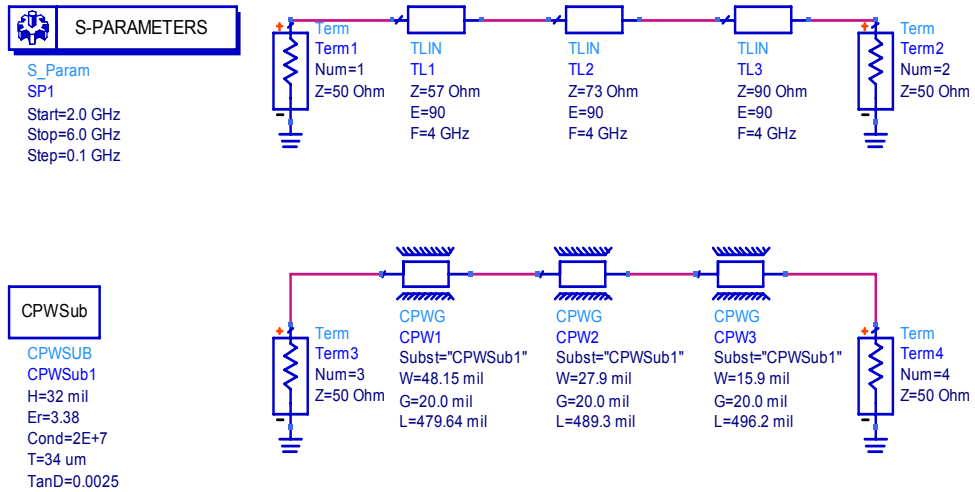 S-PARAMETERS
S_Param
SP1
Start=2.0 GHz
Stop=6.0 GHz
Step=0.1 GHz
+
Term
Term1
Num=1
Z=50 Ohm
-
TLIN
TL1
Z=57 Ohm
E=90
F=4 GHz
TLIN
TL2
Z=73 Ohm
E=90
F=4 GHz
TLIN
TL3
Z=90 Ohm
E=90
F=4 GHz
+
Term
Term2
Num=2
Z=50 Ohm
-
CPWSub
CPWSUB
CPWSub1
H=32 mil
Er=3.38
Cond=2E+7
T=34 um
TanD=0.0025
+
Term
Term3
Num=3
Z=50 Ohm
-
CPWG
CPW1
Subst="CPWSub1"
W=48.15 mil
G=20.0 mil
L=479.64 mil
CPWG
CPW2
Subst="CPWSub1"
W=27.9 mil
G=20.0 mil
L=489.3 mil
CPWG
CPW3
Subst="CPWSub1"
W=15.9 mil
G=20.0 mil
L=496.2 mil
+
Term
Term4
Num=4
Z=50 Ohm
-